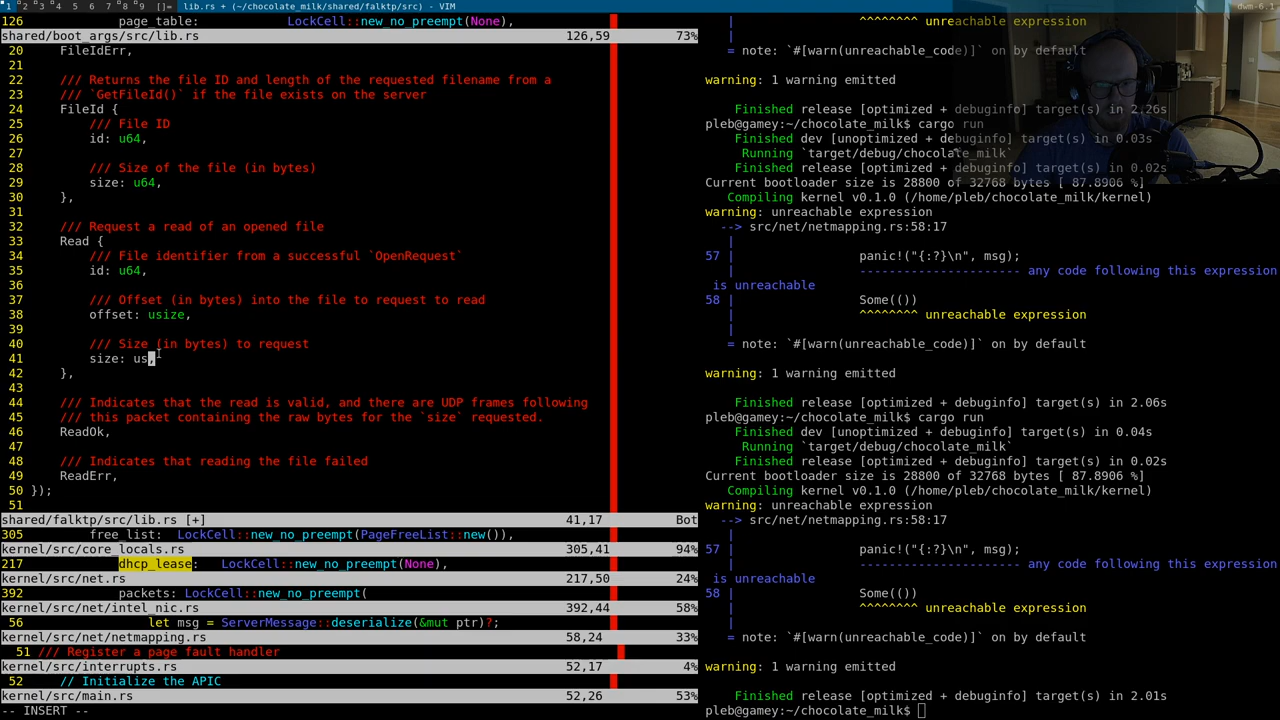 1 2 3 4 5 6 7 8 9 []= lib.rs + (~/chocolate_milk/shared/falktp/src) - VIM
dwm-6.1
126 page_table: LockCell::new_no_preempt(None),
shared/boot_args/src/lib.rs 126,59 73%
20 FileIdErr,
21
22 /// Returns the file ID and length of the requested filename from a
23 /// `GetFileId()` if the file exists on the server
24 FileId {
25 /// File ID
26 id: u64,
27
28 /// Size of the file (in bytes)
29 size: u64,
30 },
31
32 /// Request a read of an opened file
33 Read {
34 /// File identifier from a successful `OpenRequest`
35 id: u64,
36
37 /// Offset (in bytes) into the file to request to read
38 offset: usize,
39
40 /// Size (in bytes) to request
41 size: us,
42 },
43
44 /// Indicates that the read is valid, and there are UDP frames following
45 /// this packet containing the raw bytes for the `size` requested.
46 ReadOk,
47
48 /// Indicates that reading the file failed
49 ReadErr,
50 });
51
shared/falktp/src/lib.rs [+] 41,17 Bot
305 free_list: LockCell::new_no_preempt(PageFreeList::new()),
kernel/src/core_locals.rs 305,41 94%
217 dhcp_lease: LockCell::new_no_preempt(None),
kernel/src/net.rs 217,50 24%
392 packets: LockCell::new_no_preempt(
kernel/src/net/intel_nic.rs 392,44 58%
56 let msg = ServerMessage::deserialize(&mut ptr)?;
kernel/src/net/netmapping.rs 58,24 33%
51 /// Register a page fault handler
kernel/src/interrupts.rs 52,17 4%
52 // Initialize the APIC
kernel/src/main.rs 52,26 53%
-- INSERT --
| ^^^^^^^^ unreachable expression
|
= note: `#[warn(unreachable_code)]` on by default
warning: 1 warning emitted
Finished release [optimized + debuginfo] target(s) in 2.26s
pleb@gamey:~/chocolate_milk$ cargo run
Finished dev [unoptimized + debuginfo] target(s) in 0.03s
Running `target/debug/chocolate_milk`
Finished release [optimized + debuginfo] target(s) in 0.02s
Current bootloader size is 28800 of 32768 bytes [ 87.8906 %]
Compiling kernel v0.1.0 (/home/pleb/chocolate_milk/kernel)
warning: unreachable expression
--> src/net/netmapping.rs:58:17
|
57 | panic!("{:?}\n", msg);
| --------------------- any code following this expression
is unreachable
58 | Some(())
| ^^^^^^^^ unreachable expression
|
= note: `#[warn(unreachable_code)]` on by default
warning: 1 warning emitted
Finished release [optimized + debuginfo] target(s) in 2.06s
pleb@gamey:~/chocolate_milk$ cargo run
Finished dev [unoptimized + debuginfo] target(s) in 0.04s
Running `target/debug/chocolate_milk`
Finished release [optimized + debuginfo] target(s) in 0.02s
Current bootloader size is 28800 of 32768 bytes [ 87.8906 %]
Compiling kernel v0.1.0 (/home/pleb/chocolate_milk/kernel)
warning: unreachable expression
--> src/net/netmapping.rs:58:17
|
57 | panic!("{:?}\n", msg);
| --------------------- any code following this expression
is unreachable
58 | Some(())
| ^^^^^^^^ unreachable expression
|
= note: `#[warn(unreachable_code)]` on by default
warning: 1 warning emitted
Finished release [optimized + debuginfo] target(s) in 2.01s
pleb@gamey:~/chocolate_milk$